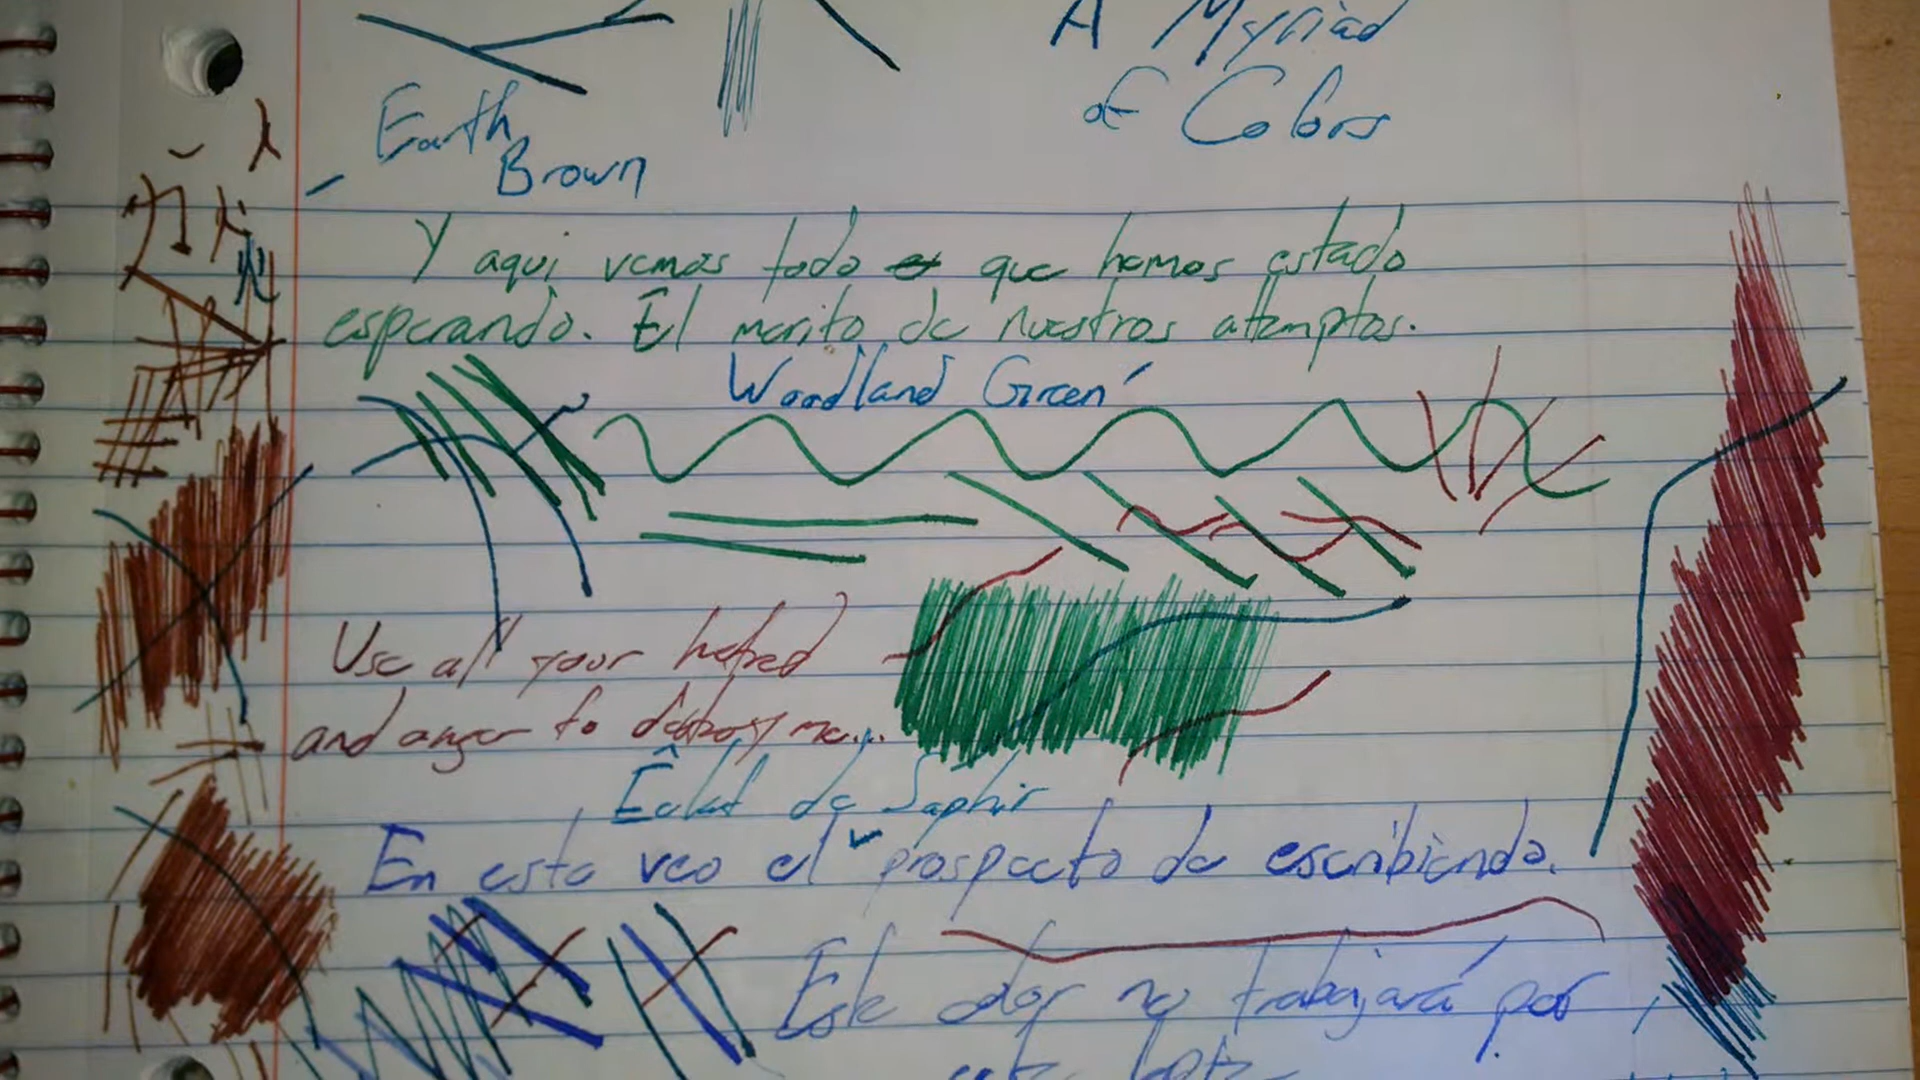 A Myriad
of Colors
Earth
Brown
Y aqui vemos todo que hemos estado
esperando. El merito de nuestros attemptos.
Woodland Green
Use all your hatred
and anger to destroy me...
Êclat de Saphir
En esto veo el prospecto de escribiendo.
Este color no trabajará por